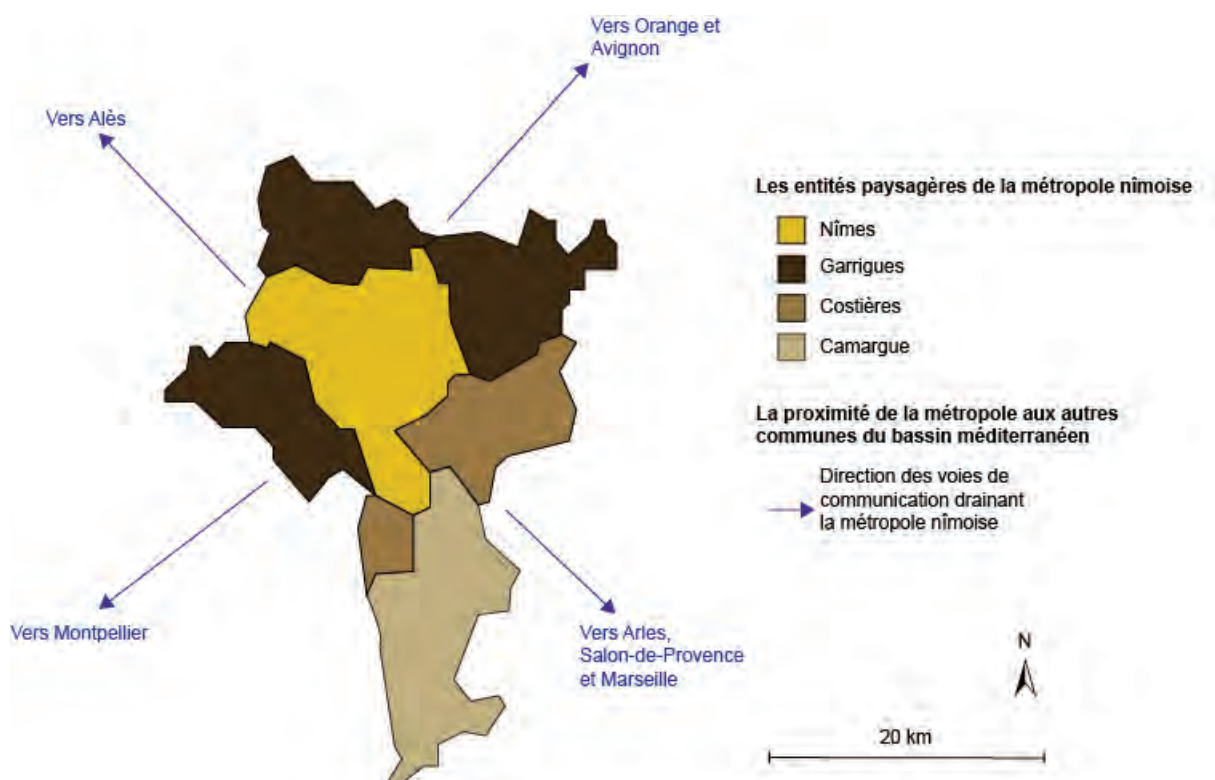 Vers Orange et
Avignon
Vers Alès
Les entités paysagères de la métropole nîmoise
Nîmes
Garrigues
Costières
Camargue
La proximité de la métropole aux autres
communes du bassin méditerranéen
Direction des voies de
communication drainant
la métropole nîmoise
Vers Montpellier
Vers Arles,
Salon-de-Provence
et Marseille
N
20 km